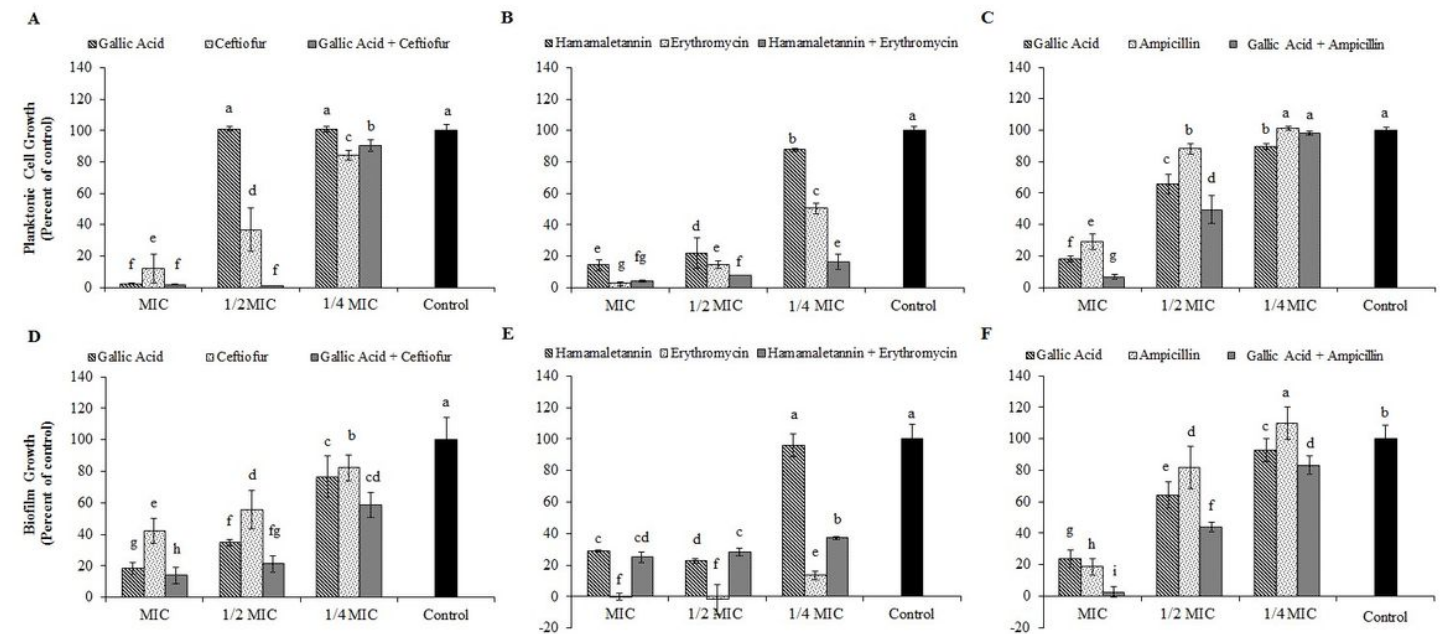 A
Gallic Acid Ceftiofur Gallic Acid + Ceftiofur
Planktonic Cell Growth
(Percent of control)
140
120
100
80
60
40
20
0
f e f
a d f
a c b
a
MIC 1/2 MIC 1/4 MIC Control
B
Hamamaletannin Erythromycin Hamamaletannin + Erythromycin
140
120
100
80
60
40
20
0
e g fg
d e f
b c e
a
MIC 1/2 MIC 1/4 MIC Control
C
Gallic Acid Ampicillin Gallic Acid + Ampicillin
140
120
100
80
60
40
20
0
f e g
c b d
b a a
a
MIC 1/2 MIC 1/4 MIC Control
D
Gallic Acid Ceftiofur Gallic Acid + Ceftiofur
Biofilm Growth
(Percent of control)
140
120
100
80
60
40
20
0
g e h
f d fg
c b cd
a
MIC 1/2 MIC 1/4 MIC Control
E
Hamamaletannin Erythromycin Hamamaletannin + Erythromycin
140
120
100
80
60
40
20
0
-20
c f cd
d f c
a e b
a
MIC 1/2 MIC 1/4 MIC Control
F
Gallic Acid Ampicillin Gallic Acid + Ampicillin
140
120
100
80
60
40
20
0
-20
g h i
e d f
c a d
b
MIC 1/2 MIC 1/4 MIC Control